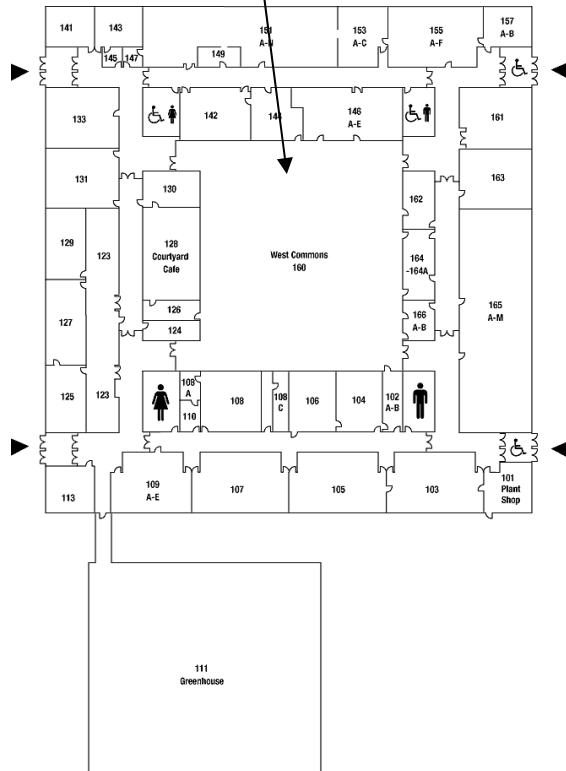 141
143
151
A-N
153
A-C
155
A-F
157
A-B
145
147
149
133
142
144
146
A-E
161
131
130
162
163
129
123
128
Courtyard
Cafe
West Commons
160
164
-164A
165
A-M
127
126
124
166
A-B
125
123
108
A
110
108
108
C
106
104
102
A-B
113
109
A-E
107
105
103
101
Plant
Shop
111
Greenhouse